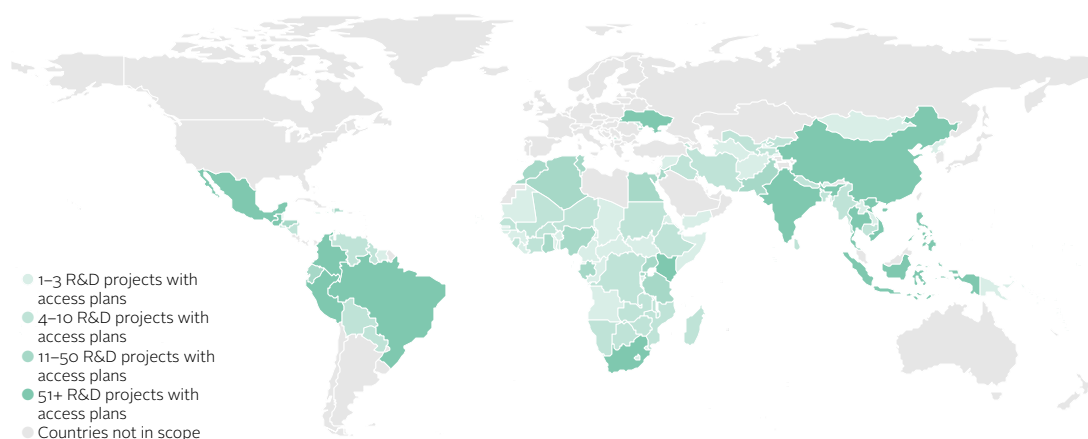 1–3 R&D projects with
access plans
4–10 R&D projects with
access plans
11–50 R&D projects with
access plans
51+ R&D projects with
access plans
Countries not in scope